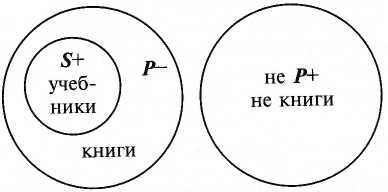 S+
учеб-
ники
P–
книги
не P+
не книги